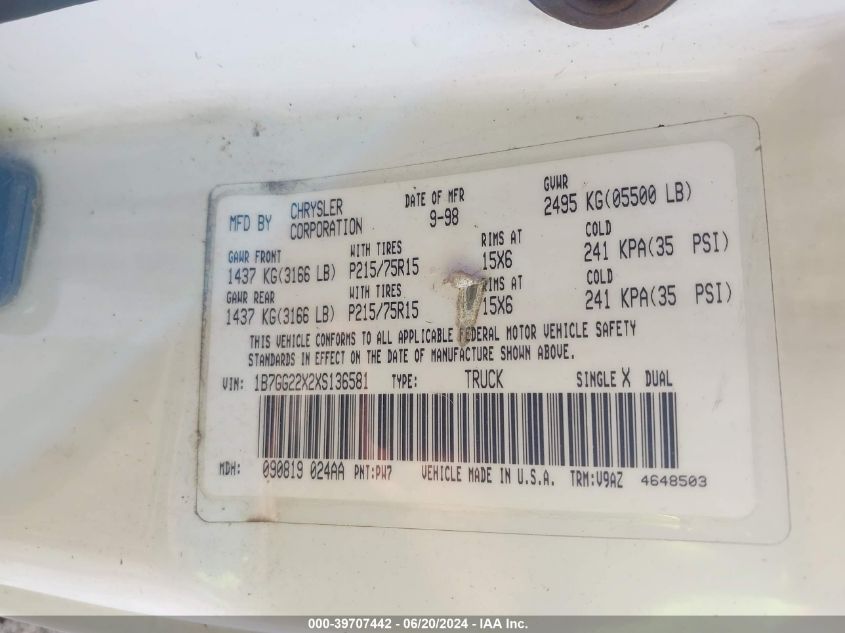 MFD BY CHRYSLER CORPORATION DATE OF MFR 9-98 GVWR 2495 KG(05500 LB)
GAWR FRONT WITH TIRES RIMS AT COLD
1437 KG(3166 LB) P215/75R15 15X6 241 KPA(35 PSI)
GAWR REAR WITH TIRES RIMS AT COLD
1437 KG(3166 LB) P215/75R15 15X6 241 KPA(35 PSI)
THIS VEHICLE CONFORMS TO ALL APPLICABLE FEDERAL MOTOR VEHICLE SAFETY
STANDARDS IN EFFECT ON THE DATE OF MANUFACTURE SHOWN ABOVE.
VIN: 1B7GG22X2XS136581 TYPE: TRUCK SINGLE X DUAL
MDH: 090819 024AA PNT:PW7 VEHICLE MADE IN U.S.A. TRM:V9AZ 4648503
000-39707442 - 06/20/2024 - IAA Inc.